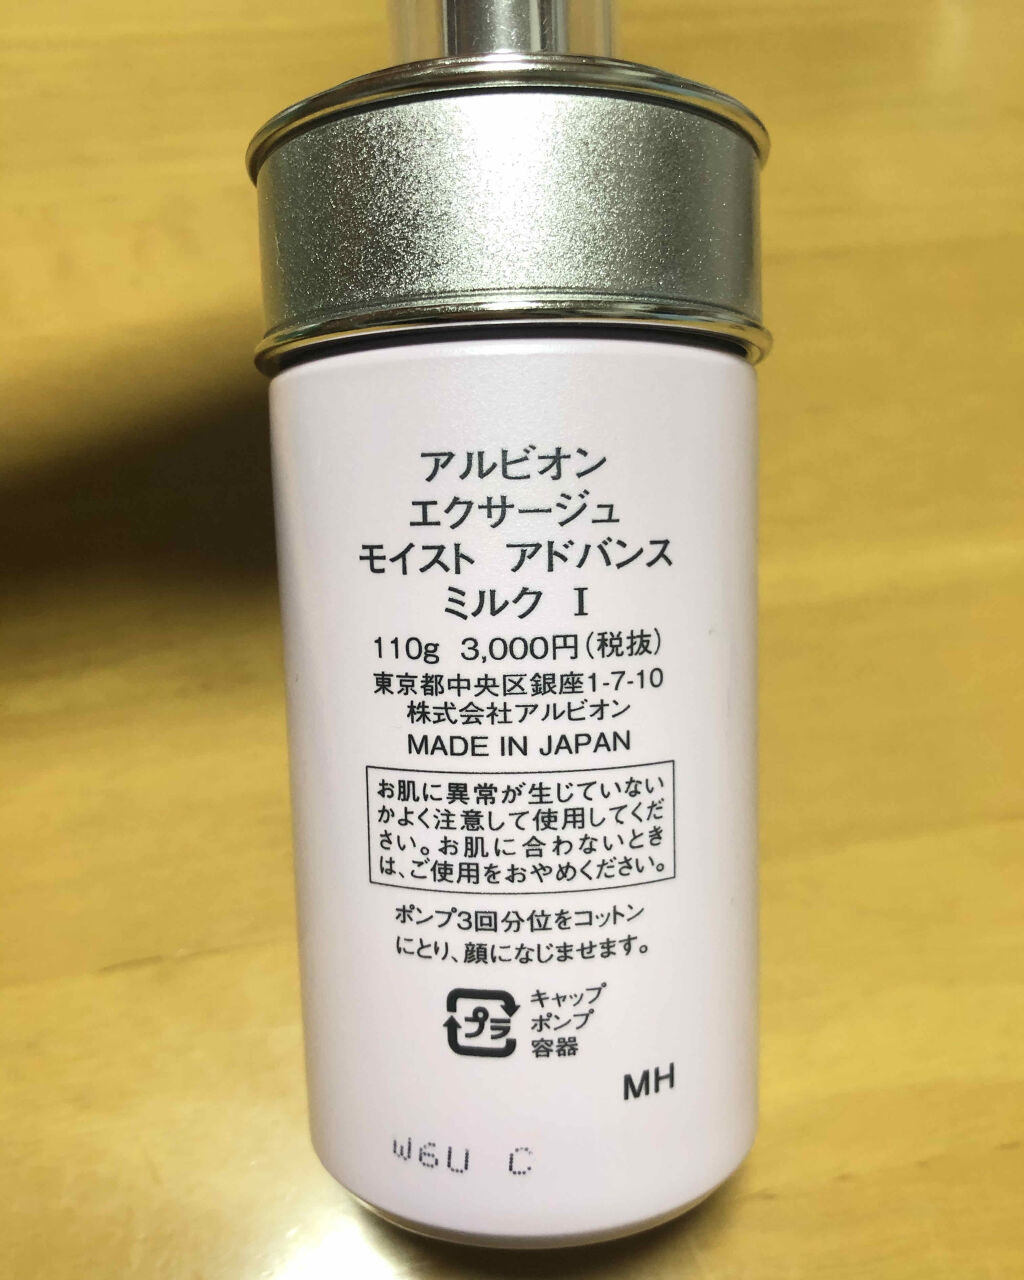 アルビオン
エクサージュ
モイスト アドバンス
ミルク I
110g 3,000円(税抜)
東京都中央区銀座1-7-10
株式会社アルビオン
MADE IN JAPAN
お肌に異常が生じていない
かよく注意して使用してくだ
さい。お肌に合わないとき
は、ご使用をおやめください。
ポンプ3回分位をコットン
にとり、顔になじませます。
プラ
キャップ
ポンプ
容器
MH
W6U C